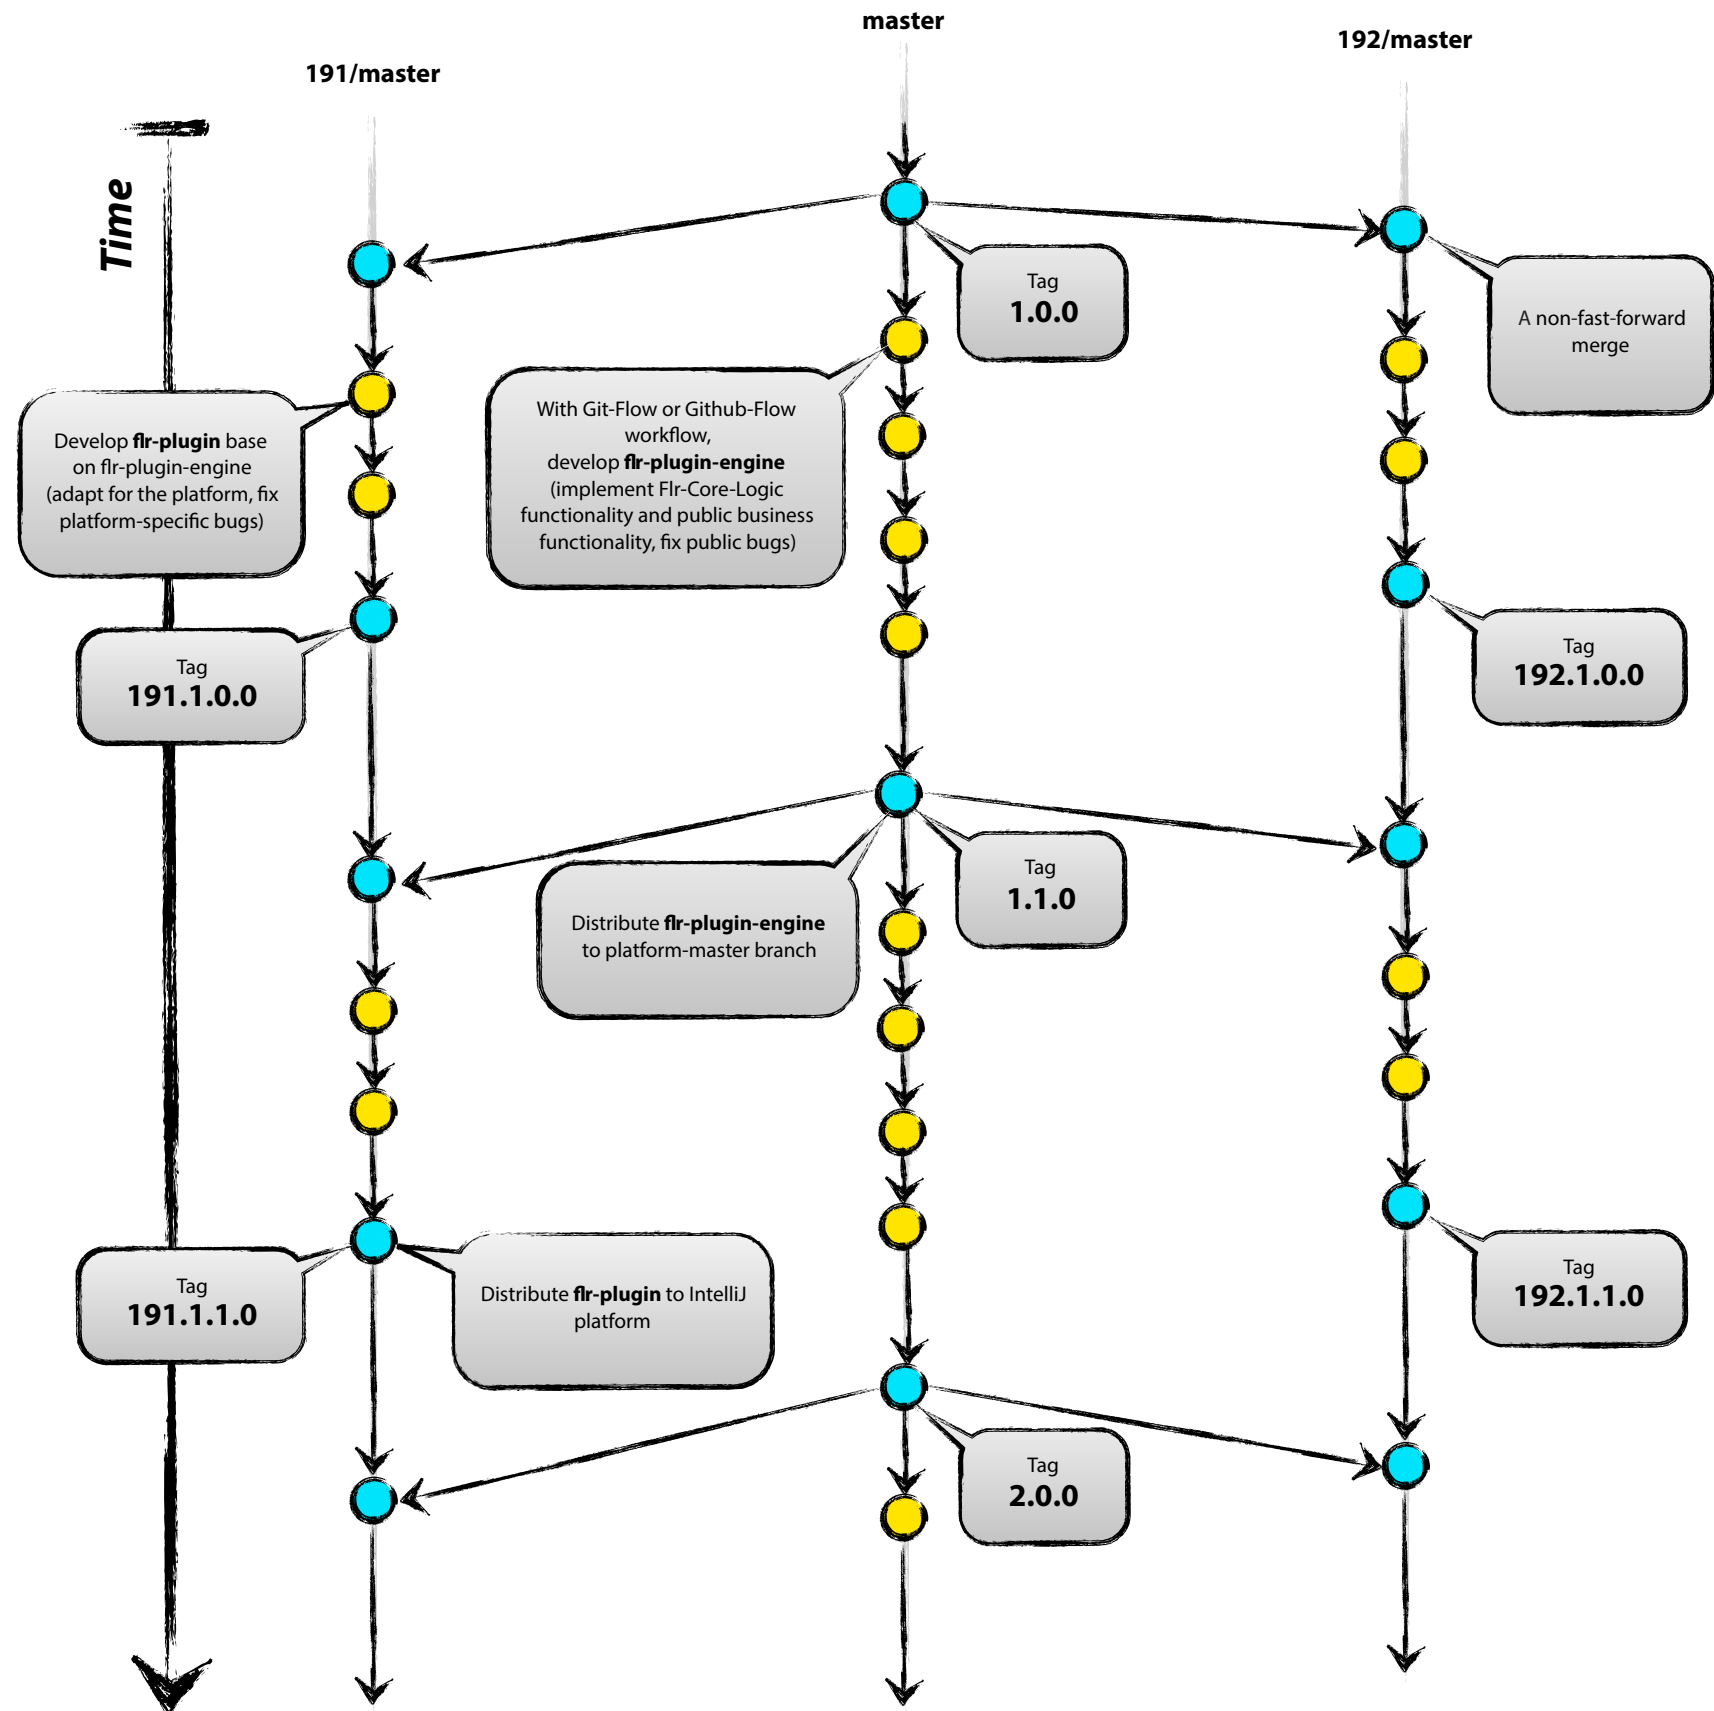 master
192/master
191/master
Time
Tag
1.0.0
A non-fast-forward
merge
With Git-Flow or Github-Flow
workflow,
develop flr-plugin-engine
(implement Flr-Core-Logic
functionality and public business
functionality, fix public bugs)
Develop flr-plugin base
on flr-plugin-engine
(adapt for the platform, fix
platform-specific bugs)
Tag
191.1.0.0
Tag
192.1.0.0
Tag
1.1.0
Distribute flr-plugin-engine
to platform-master branch
Tag
191.1.1.0
Distribute flr-plugin to IntelliJ
platform
Tag
192.1.1.0
Tag
2.0.0